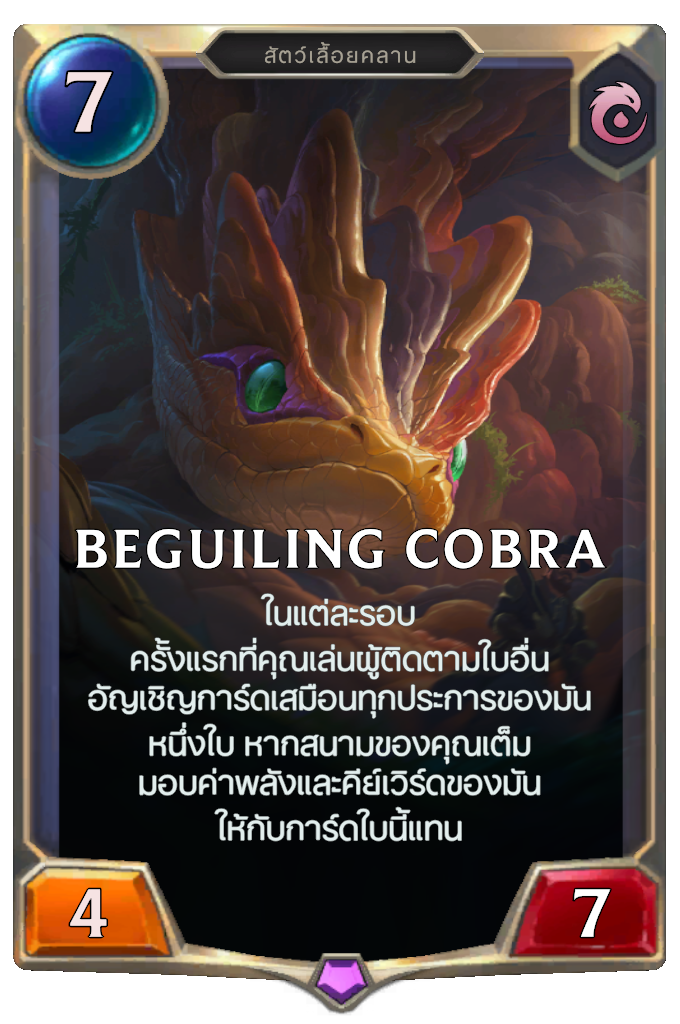 7
สัตว์เลื้อยคลาน
BEGUILING COBRA
ในแต่ละรอบ
ครั้งแรกที่คุณเล่นผู้ติดตามใบอื่น
อัญเชิญการ์ดเสมือนทุกประการของมัน
หนึ่งใบ หากสนามของคุณเต็ม
มอบค่าพลังและคีย์เวิร์ดของมัน
ให้กับการ์ดใบนี้แทน
4
7